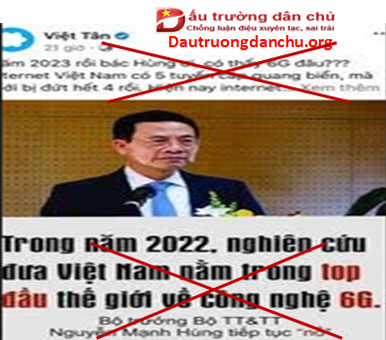 Đấu trường dân chủ
Chống luận điệu xuyên tạc, sai trái
Dautruongdanchu.org
Việt Tân
21 giờ
năm 2023 rồi bác Hùng ơi, có thấy 6G đâu???
ternet Việt Nam có 5 tuyến cáp quang biển, mà
ới bị đứt hết 4 rồi. Hiện nay internet... Xem thêm
Trong năm 2022, nghiên cứu
đưa Việt Nam nằm trong top
đầu thế giới về công nghệ 6G.
Bộ trưởng Bộ TT&TT
Nguyễn Mạnh Hùng tiếp tục "nổ"